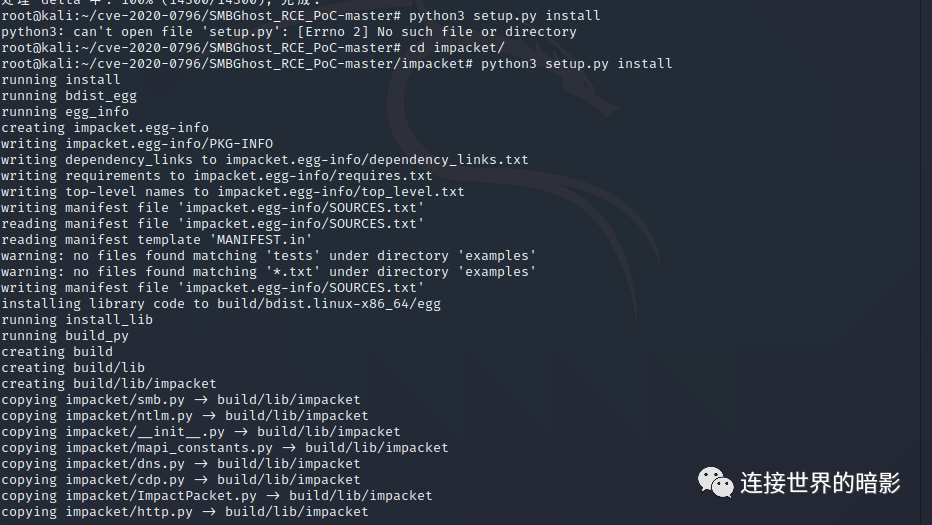 处理 delta 中: 100% (14300/14300), 完成.
root@kali:~/cve-2020-0796/SMBGhost_RCE_PoC-master# python3 setup.py install
python3: can't open file 'setup.py': [Errno 2] No such file or directory
root@kali:~/cve-2020-0796/SMBGhost_RCE_PoC-master# cd impacket/
root@kali:~/cve-2020-0796/SMBGhost_RCE_PoC-master/impacket# python3 setup.py install
running install
running bdist_egg
running egg_info
creating impacket.egg-info
writing impacket.egg-info/PKG-INFO
writing dependency_links to impacket.egg-info/dependency_links.txt
writing requirements to impacket.egg-info/requires.txt
writing top-level names to impacket.egg-info/top_level.txt
writing manifest file 'impacket.egg-info/SOURCES.txt'
reading manifest file 'impacket.egg-info/SOURCES.txt'
reading manifest template 'MANIFEST.in'
warning: no files found matching 'tests' under directory 'examples'
warning: no files found matching '*.txt' under directory 'examples'
writing manifest file 'impacket.egg-info/SOURCES.txt'
installing library code to build/bdist.linux-x86_64/egg
running install_lib
running build_py
creating build
creating build/lib
creating build/lib/impacket
copying impacket/smb.py → build/lib/impacket
copying impacket/ntlm.py → build/lib/impacket
copying impacket/__init__.py → build/lib/impacket
copying impacket/mapi_constants.py → build/lib/impacket
copying impacket/dns.py → build/lib/impacket
copying impacket/cdp.py → build/lib/impacket
copying impacket/ImpactPacket.py → build/lib/impacket
copying impacket/http.py → build/lib/impacket
连接世界的暗影